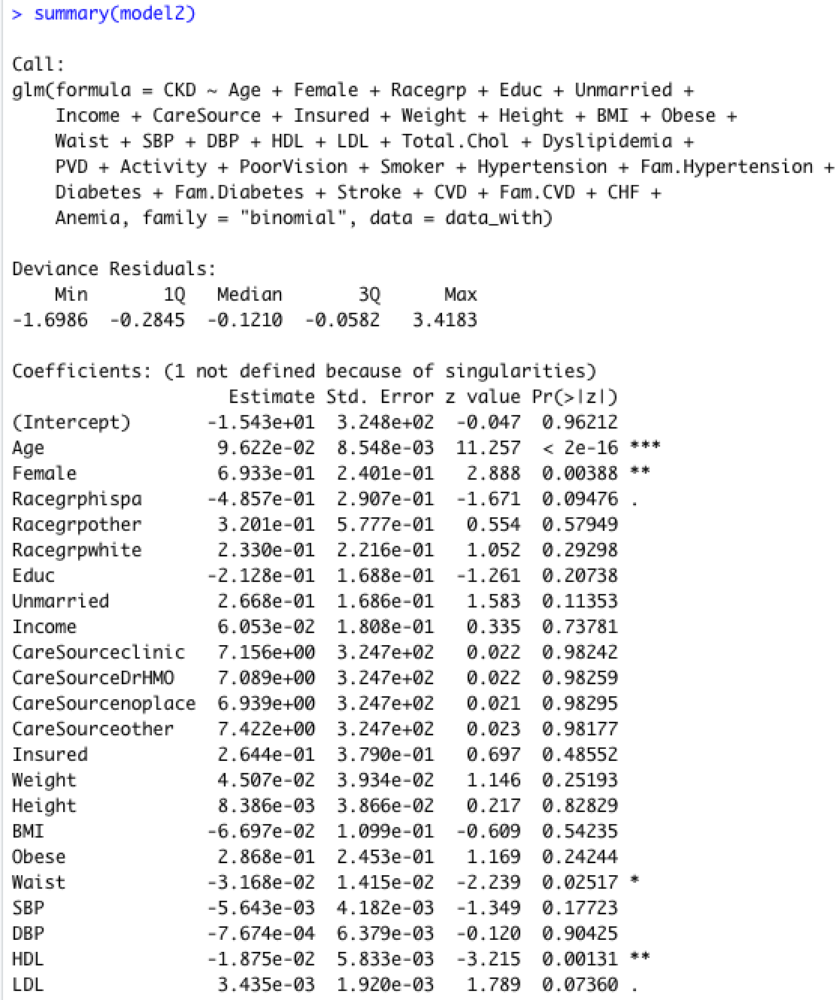 > summary(model2)
Call:
glm(formula = CKD ~ Age + Female + Racegrp + Educ + Unmarried +
    Income + CareSource + Insured + Weight + Height + BMI + Obese +
    Waist + SBP + DBP + HDL + LDL + Total.Chol + Dyslipidemia +
    PVD + Activity + PoorVision + Smoker + Hypertension + Fam.Hypertension +
    Diabetes + Fam.Diabetes + Stroke + CVD + Fam.CVD + CHF +
    Anemia, family = "binomial", data = data_with)
Deviance Residuals:
    Min       1Q   Median       3Q      Max
-1.6986  -0.2845  -0.1210  -0.0582   3.4183
Coefficients: (1 not defined because of singularities)
                    Estimate Std. Error z value Pr(>|z|)
(Intercept)       -1.543e+01  3.248e+02  -0.047  0.96212
Age                9.622e-02  8.548e-03  11.257  < 2e-16 ***
Female             6.933e-01  2.401e-01   2.888  0.00388 **
Racegrphispa      -4.857e-01  2.907e-01  -1.671  0.09476 .
Racegrpother       3.201e-01  5.777e-01   0.554  0.57949
Racegrpwhite       2.330e-01  2.216e-01   1.052  0.29298
Educ              -2.128e-01  1.688e-01  -1.261  0.20738
Unmarried          2.668e-01  1.686e-01   1.583  0.11353
Income             6.053e-02  1.808e-01   0.335  0.73781
CareSourceclinic   7.156e+00  3.247e+02   0.022  0.98242
CareSourceDrHMO    7.089e+00  3.247e+02   0.022  0.98259
CareSourcenoplace  6.939e+00  3.247e+02   0.021  0.98295
CareSourceother    7.422e+00  3.247e+02   0.023  0.98177
Insured            2.644e-01  3.790e-01   0.697  0.48552
Weight             4.507e-02  3.934e-02   1.146  0.25193
Height             8.386e-03  3.866e-02   0.217  0.82829
BMI               -6.697e-02  1.099e-01  -0.609  0.54235
Obese              2.868e-01  2.453e-01   1.169  0.24244
Waist             -3.168e-02  1.415e-02  -2.239  0.02517 *
SBP               -5.643e-03  4.182e-03  -1.349  0.17723
DBP               -7.674e-04  6.379e-03  -0.120  0.90425
HDL               -1.875e-02  5.833e-03  -3.215  0.00131 **
LDL                3.435e-03  1.920e-03   1.789  0.07360 .